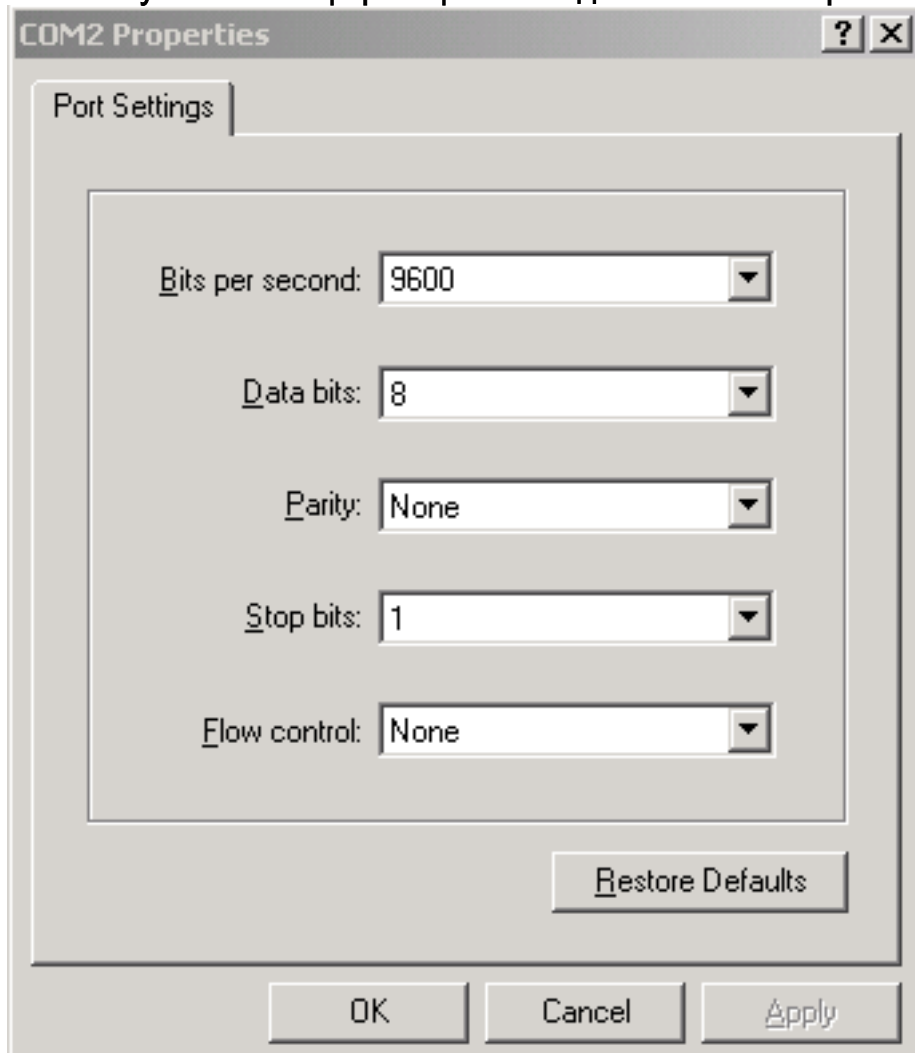 COM2 Properties
Port Settings
Bits per second: 9600
Data bits: 8
Parity: None
Stop bits: 1
Flow control: None
Restore Defaults
OK Cancel Apply